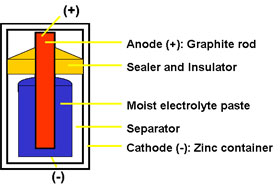 (+)
Anode (+): Graphite rod
Sealer and Insulator
Moist electrolyte paste
Separator
Cathode (-): Zinc container
(-)